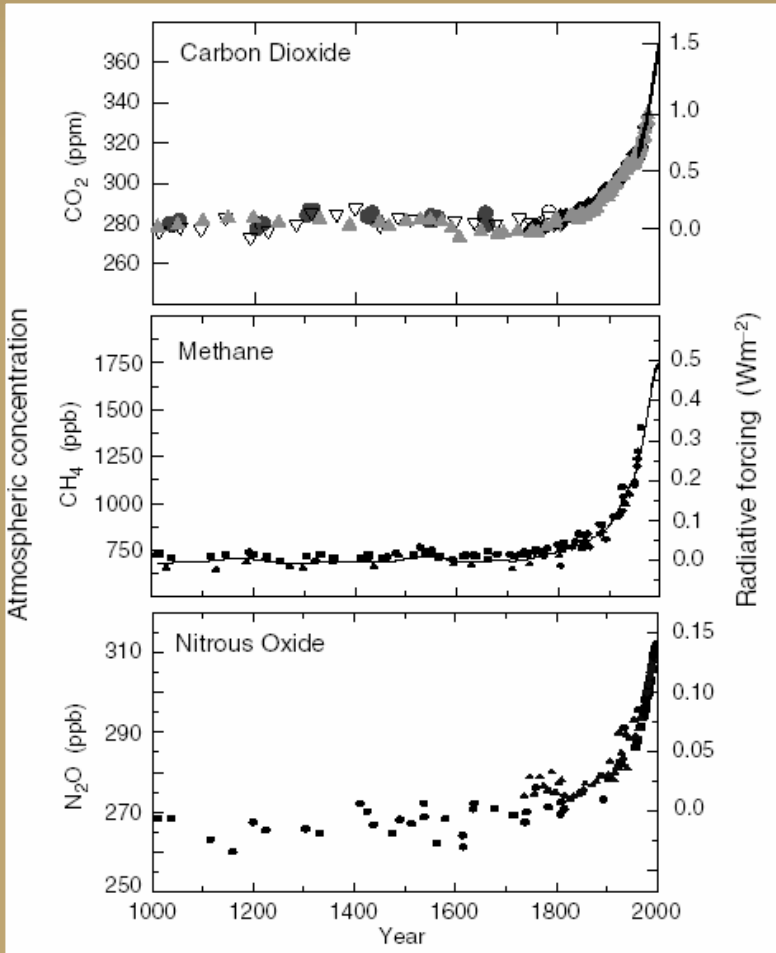 Atmospheric concentration
Carbon Dioxide
CO₂ (ppm)
360
340
320
300
280
260
1.5
1.0
0.5
0.0
Methane
CH₄ (ppb)
1750
1500
1250
1000
750
0.5
0.4
0.3
0.2
0.1
0.0
Nitrous Oxide
N₂O (ppb)
310
290
270
250
0.15
0.10
0.05
0.0
Radiative forcing (Wm⁻²)
1000 1200 1400 1600 1800 2000
Year